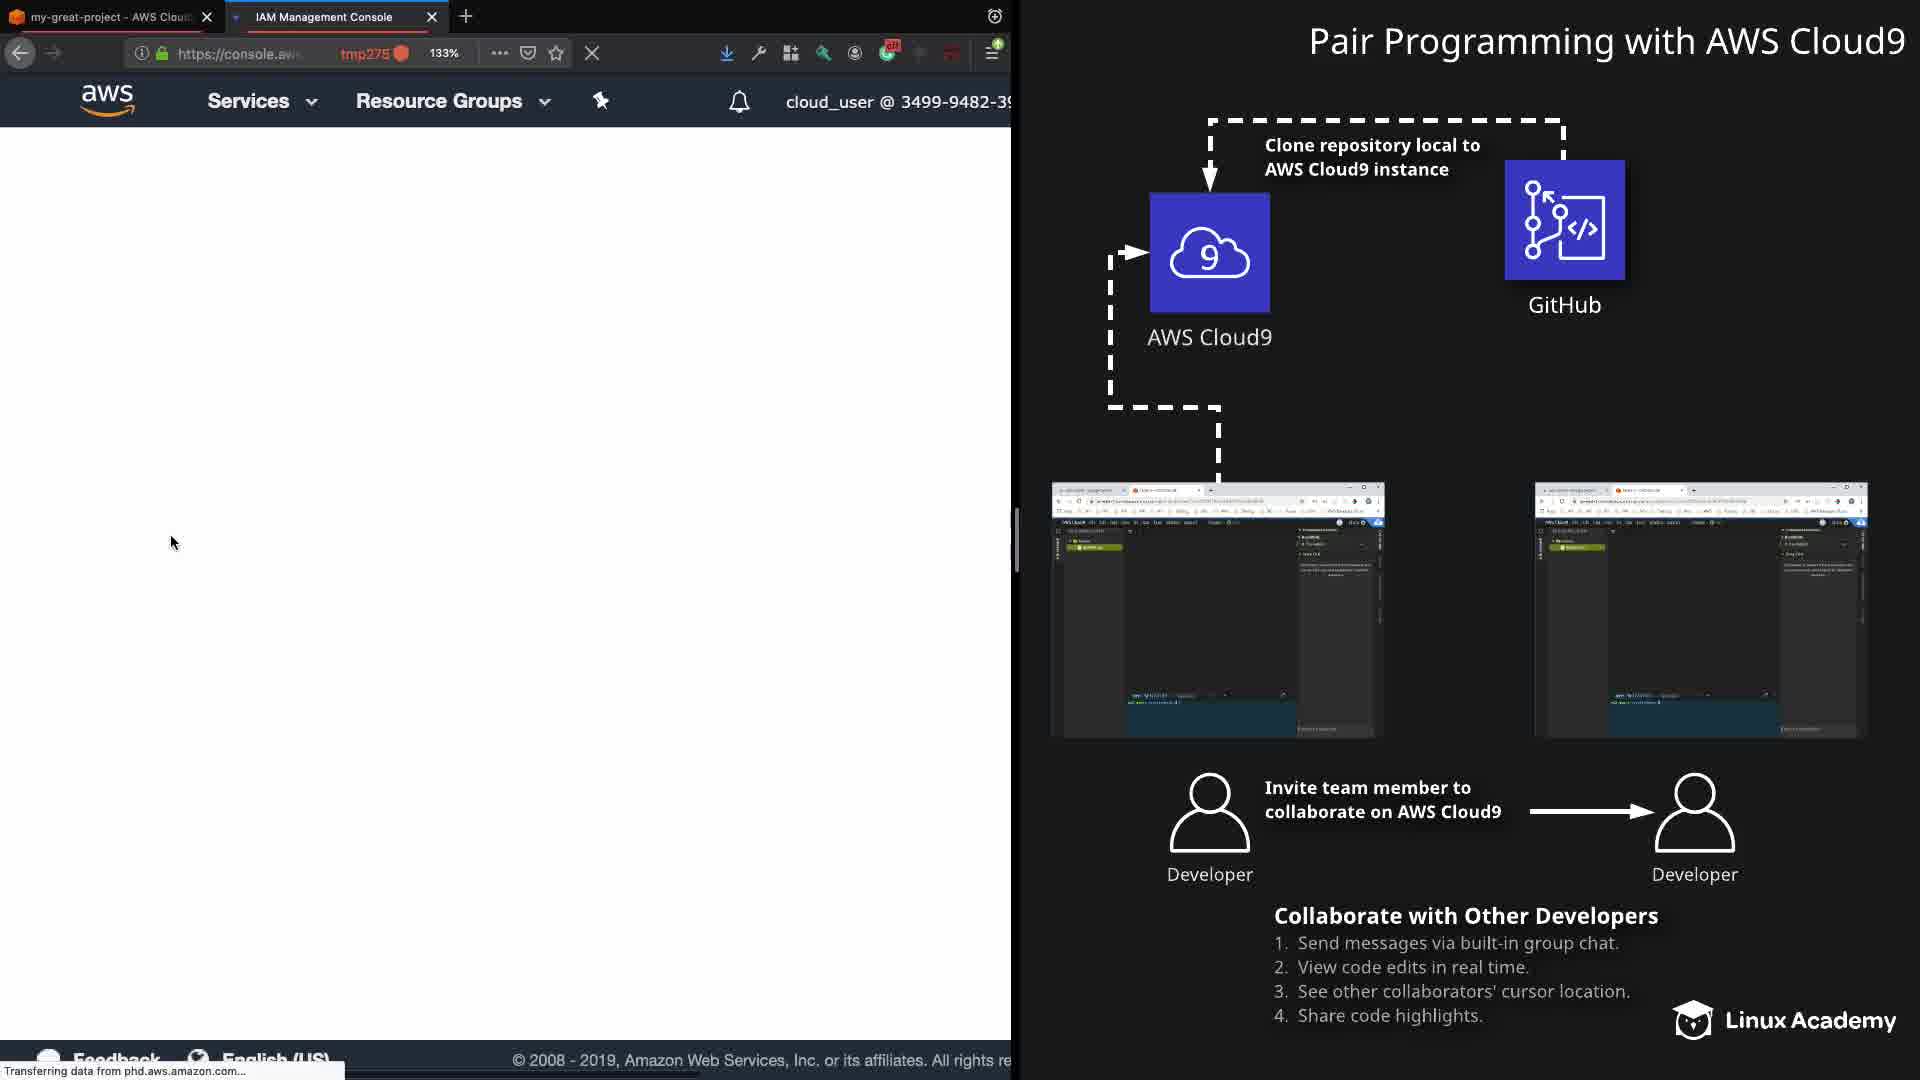 my-great-project - AWS Cloud
IAM Management Console
https://console.aw
tmp275
133%
off
aws
Services
Resource Groups
cloud_user @ 3499-9482-39
Feedback
English (US)
© 2008 - 2019, Amazon Web Services, Inc. or its affiliates. All rights re
Transferring data from phd.aws.amazon.com...
Pair Programming with AWS Cloud9
Clone repository local to
AWS Cloud9 instance
9
GitHub
AWS Cloud9
Invite team member to
collaborate on AWS Cloud9
Developer
Developer
Collaborate with Other Developers
1. Send messages via built-in group chat.
2. View code edits in real time.
3. See other collaborators' cursor location.
4. Share code highlights.
Linux Academy